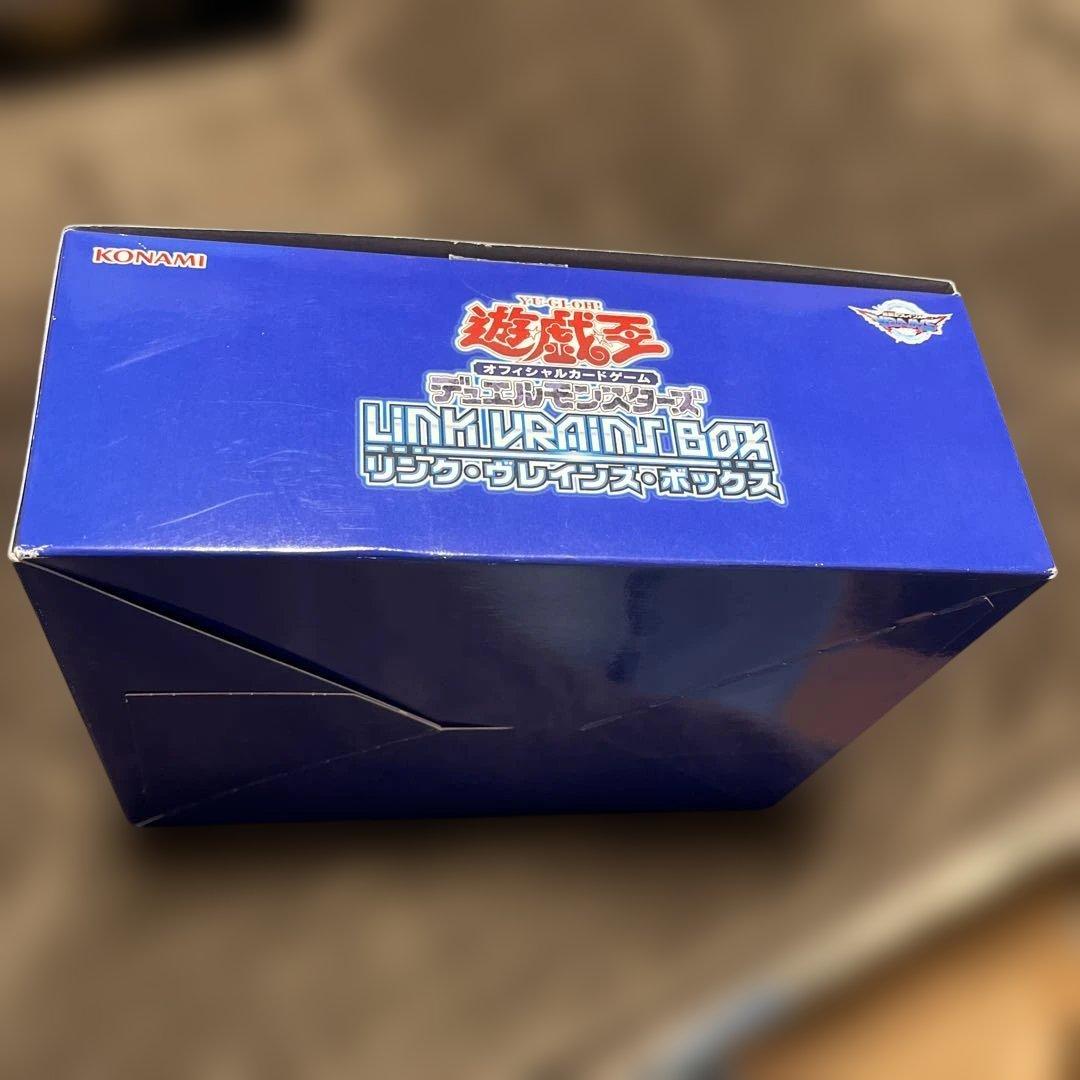 KONAMI
YU-GI-OH!
遊戯王
オフィシャルカードゲーム
デュエルモンスターズ
LINK VRAINS BOX
リンク・ヴレインズ・ボックス
VRAINS